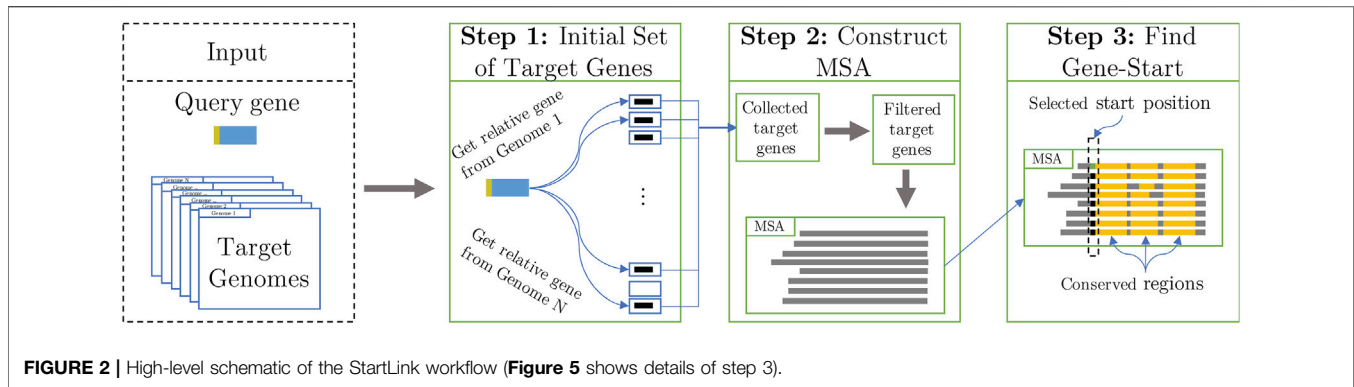 Input
Query gene
Genome N
Genome ...
Genome ...
Genome ...
Genome 2
Genome 1
Target
Genomes
Step 1: Initial Set
of Target Genes
Get relative gene
from Genome 1
⋮
Get relative gene
from Genome N
Step 2: Construct
MSA
Collected
target
genes
Filtered
target
genes
MSA
Step 3: Find
Gene-Start
Selected start position
MSA
Conserved regions
FIGURE 2 | High-level schematic of the StartLink workflow (Figure 5 shows details of step 3).